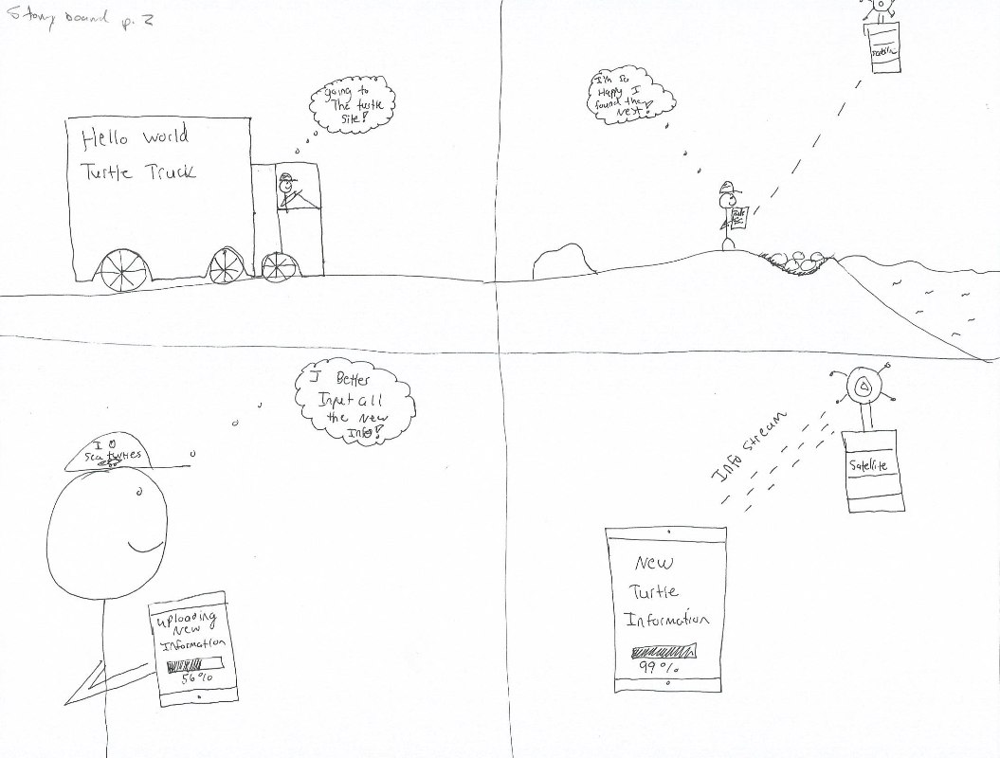 Story board p. 2
going to
The turtle
site!
Hello world
Turtle Truck
I'm so
Happy I
found the
Nest!
Satellite
I Better
Input all
the New
Info!
I
Sea turtles
Uploading
New
Information
56%
Info Stream
Satellite
New
Turtle
Information
99%